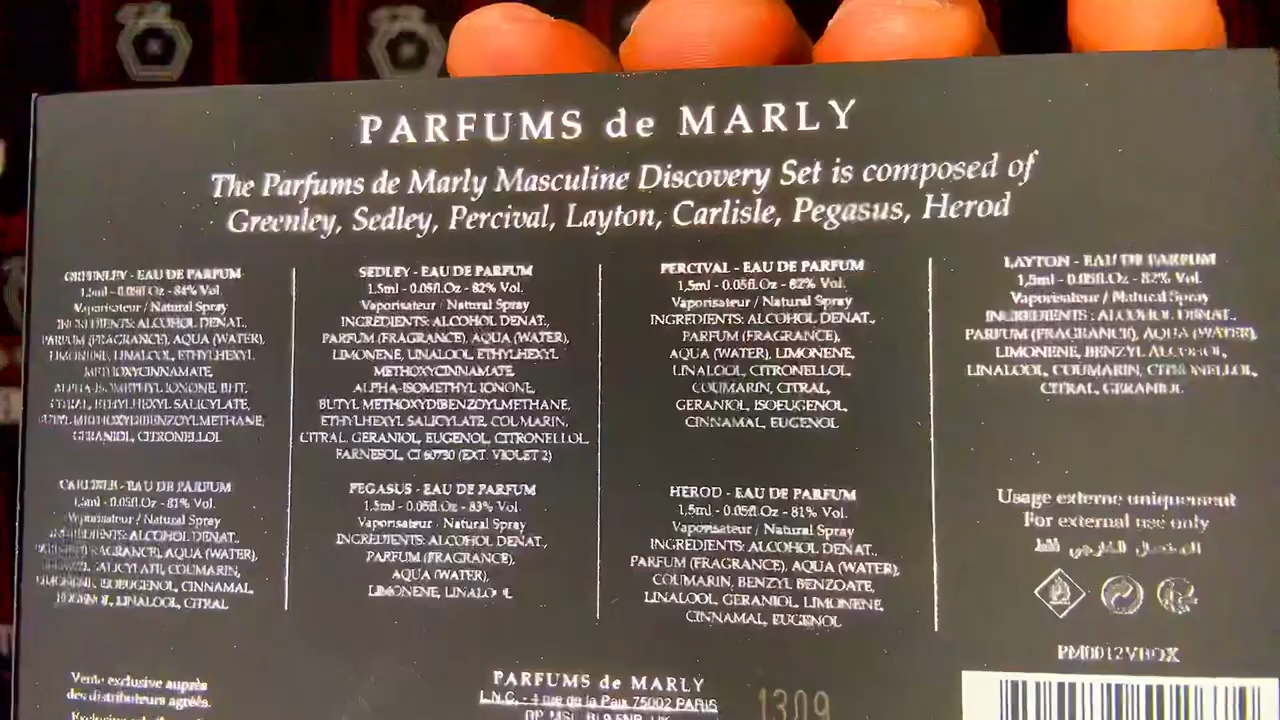 PARFUMS de MARLY
The Parfums de Marly Masculine Discovery Set is composed of
Greenley, Sedley, Percival, Layton, Carlisle, Pegasus, Herod
GREENLEY - EAU DE PARFUM
1,5ml - 0.05fl.Oz - 84% Vol.
Vaporisateur / Natural Spray
INGREDIENTS: ALCOHOL DENAT.,
PARFUM (FRAGRANCE), AQUA (WATER),
LIMONENE, LINALOOL, ETHYLHEXYL
METHOXYCINNAMATE
ALPHA-ISOMETHYL IONONE, BHT,
CITRAL, ETHYLHEXYL SALICYLATE,
BUTYL METHOXYDIBENZOYLMETHANE,
GERANIOL, CITRONELLOL
SEDLEY - EAU DE PARFUM
1.5ml - 0.05fl.Oz - 82% Vol.
Vaporisateur / Natural Spray
INGREDIENTS: ALCOHOL DENAT.,
PARFUM (FRAGRANCE), AQUA (WATER),
LIMONENE, LINALOOL, ETHYLHEXYL
METHOXYCINNAMATE,
ALPHA-ISOMETHYL IONONE,
BUTYL METHOXYDIBENZOYLMETHANE,
ETHYLHEXYL SALICYLATE, COUMARIN,
CITRAL, GERANIOL, EUGENOL, CITRONELLOL,
FARNESOL, CI 60730 (EXT. VIOLET 2)
PERCIVAL - EAU DE PARFUM
1,5ml - 0.05fl.Oz - 82% Vol.
Vaporisateur / Natural Spray
INGREDIENTS: ALCOHOL DENAT.,
PARFUM (FRAGRANCE),
AQUA (WATER), LIMONENE,
LINALOOL, CITRONELLOL,
COUMARIN, CITRAL,
GERANIOL, ISOEUGENOL,
CINNAMAL, EUGENOL
LAYTON - EAU DE PARFUM
1,5ml - 0.05fl.Oz - 82% Vol.
Vaporisateur / Natural Spray
INGREDIENTS : ALCOHOL DENAT.,
PARFUM (FRAGRANCE), AQUA (WATER),
LIMONENE, BENZYL ALCOHOL,
LINALOOL, COUMARIN, CITRONELLOL,
CITRAL, GERANIOL
CARLISLE - EAU DE PARFUM
1,5ml - 0.05fl.Oz - 81% Vol.
Vaporisateur / Natural Spray
INGREDIENTS: ALCOHOL DENAT.,
PARFUM (FRAGRANCE), AQUA (WATER),
SALICYLATE, COUMARIN,
LIMONENE, ISOEUGENOL, CINNAMAL,
EUGENOL, LINALOOL, CITRAL
PEGASUS - EAU DE PARFUM
1,5ml - 0.05fl.Oz - 83% Vol.
Vaporisateur / Natural Spray
INGREDIENTS: ALCOHOL DENAT.,
PARFUM (FRAGRANCE),
AQUA (WATER),
LIMONENE, LINALOOL
HEROD - EAU DE PARFUM
1,5ml - 0.05fl.Oz - 81% Vol.
Vaporisateur / Natural Spray
INGREDIENTS: ALCOHOL DENAT.,
PARFUM (FRAGRANCE), AQUA (WATER),
COUMARIN, BENZYL BENZOATE,
LINALOOL, GERANIOL, LIMONENE,
CINNAMAL, EUGENOL
Usage externe uniquement
For external use only
الخارجي فقط
PM0012VBOX
Vente exclusive auprès
des distributeurs agréés.
PARFUMS de MARLY
L.N.C. - 4 rue de la Paix 75002 PARIS
1309